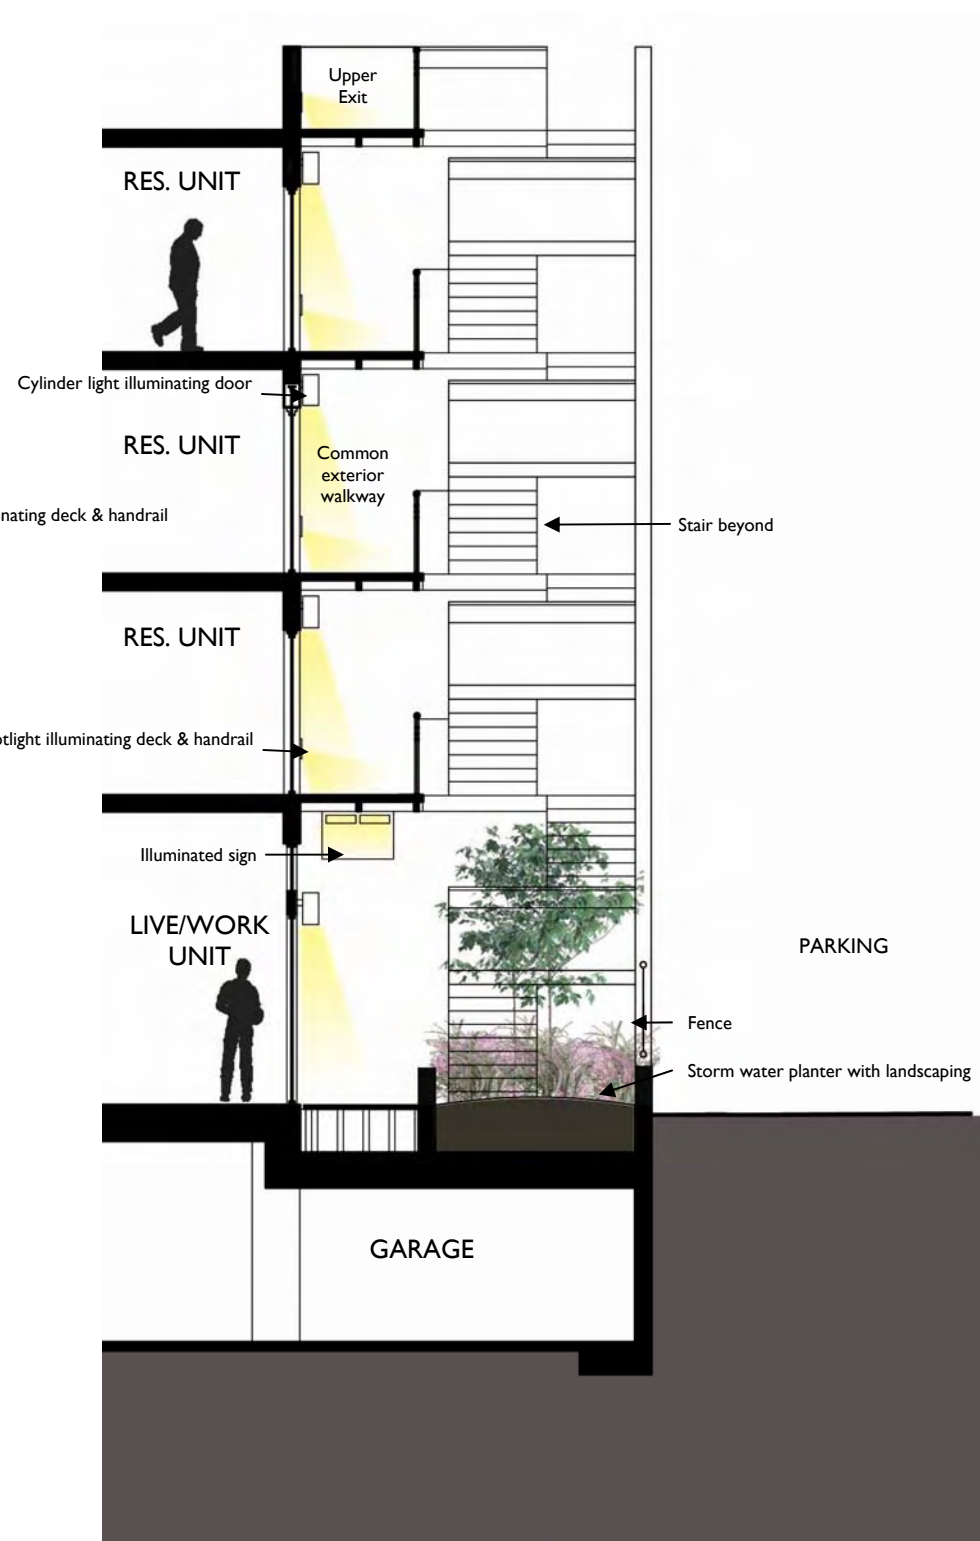 Upper
Exit
RES. UNIT
Cylinder light illuminating door
RES. UNIT
Common
exterior
walkway
nating deck & handrail
Stair beyond
RES. UNIT
otlight illuminating deck & handrail
Illuminated sign
LIVE/WORK
UNIT
PARKING
Fence
Storm water planter with landscaping
GARAGE